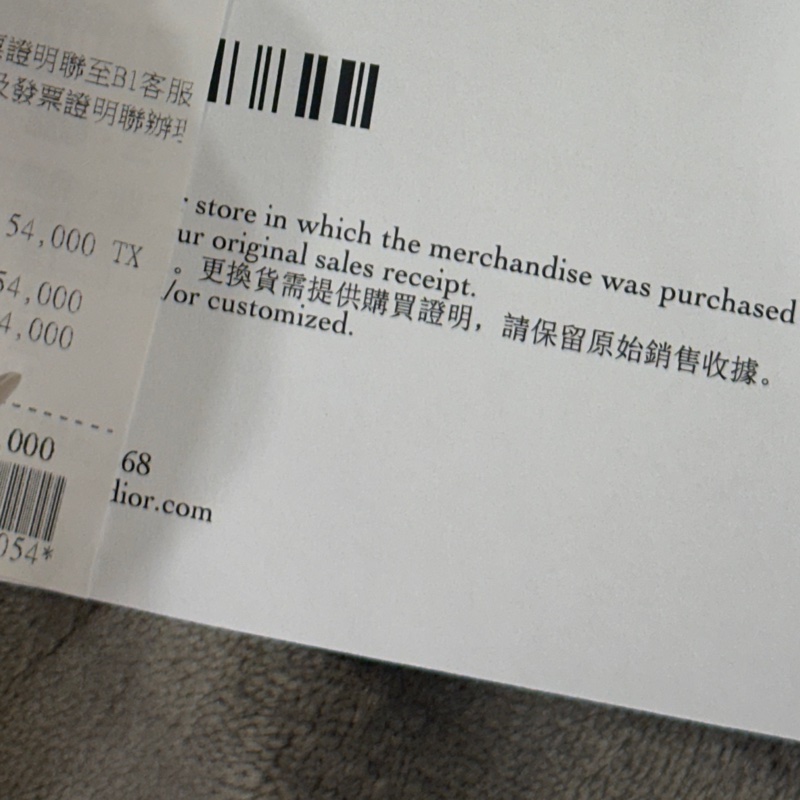 證明聯至B1客服
發票證明聯辦理
54,000 TX
54,000
4,000
000
054*
store in which the merchandise was purchased
ur original sales receipt.
。更換貨需提供購買證明，請保留原始銷售收據。
/or customized.
68
dior.com